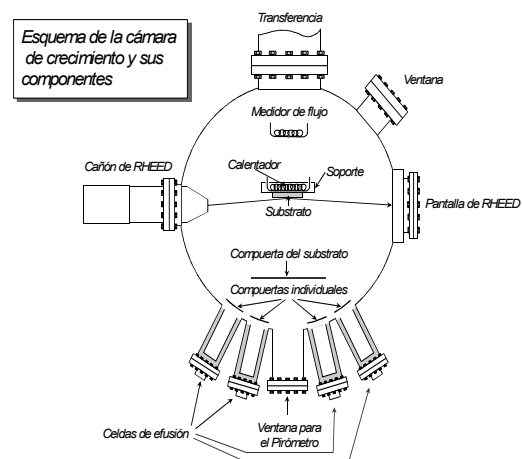 Esquema de la cámara
de crecimiento y sus
componentes
Transferencia
Ventana
Medidor de flujo
Cañón de RHEED
Calentador
Soporte
Substrato
Pantalla de RHEED
Compuerta del substrato
Compuertas individuales
Celdas de efusión
Ventana para
el Pirómetro